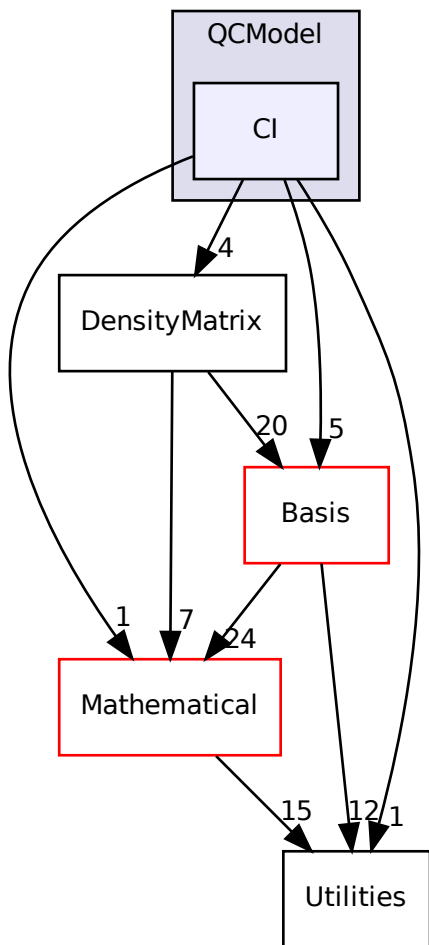 QCModel
CI
4
DensityMatrix
20
5
Basis
1
7
24
Mathematical
15
12
1
Utilities